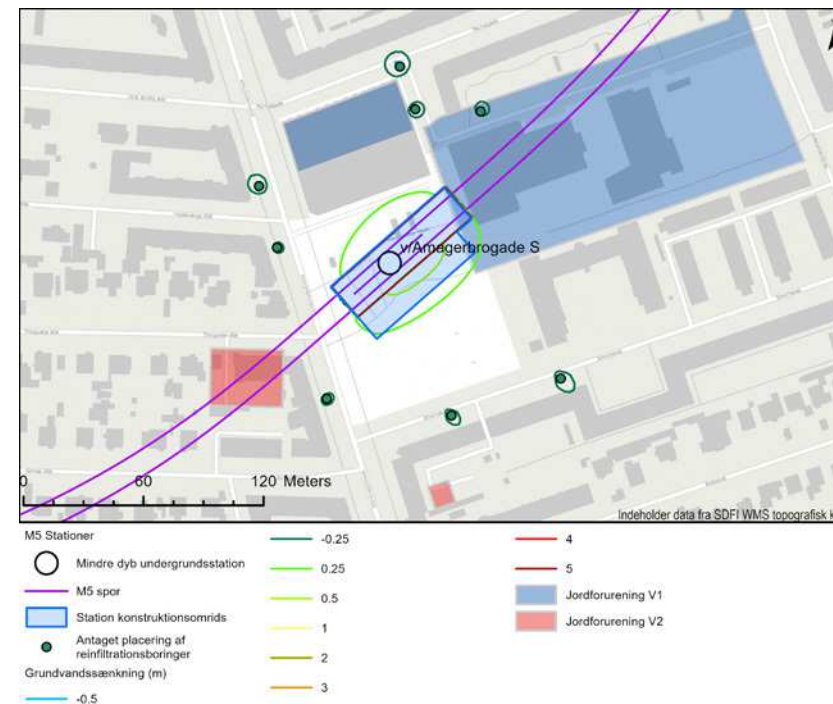 v/Amagerbrogade S
0
60
120 Meters
Indeholder data fra SDFI WMS topografisk k
M5 Stationer
Mindre dyb undergrundsstation
M5 spor
Station konstruktionsomrids
Antaget placering af
reinfiltrationsboringer
Grundvandssænkning (m)
-0.5
-0.25
0.25
0.5
1
2
3
4
5
Jordforurening V1
Jordforurening V2